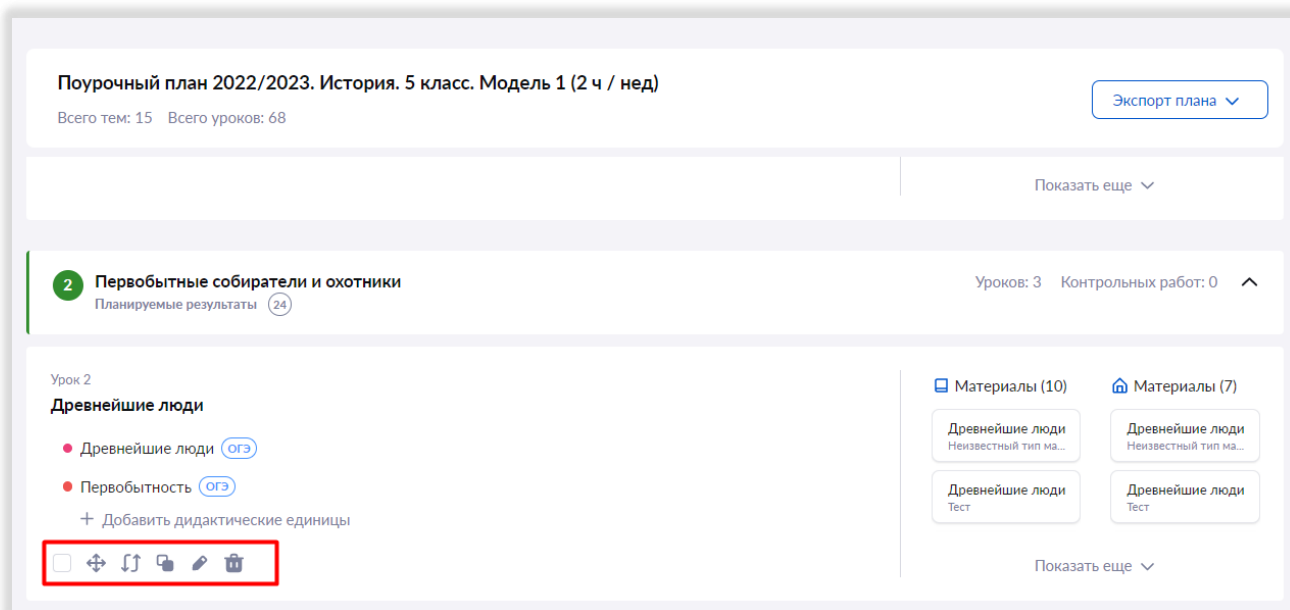 Поурочный план 2022/2023. История. 5 класс. Модель 1 (2 ч / нед)
Всего тем: 15 Всего уроков: 68
Экспорт плана
Показать еще
2 Первобытные собиратели и охотники
Планируемые результаты 24
Уроков: 3 Контрольных работ: 0
Урок 2
Древнейшие люди
Древнейшие люди ОГЭ
Первобытность ОГЭ
+ Добавить дидактические единицы
Материалы (10) Материалы (7)
Древнейшие люди Древнейшие люди
Неизвестный тип ма... Неизвестный тип ма...
Древнейшие люди Древнейшие люди
Тест Тест
Показать еще